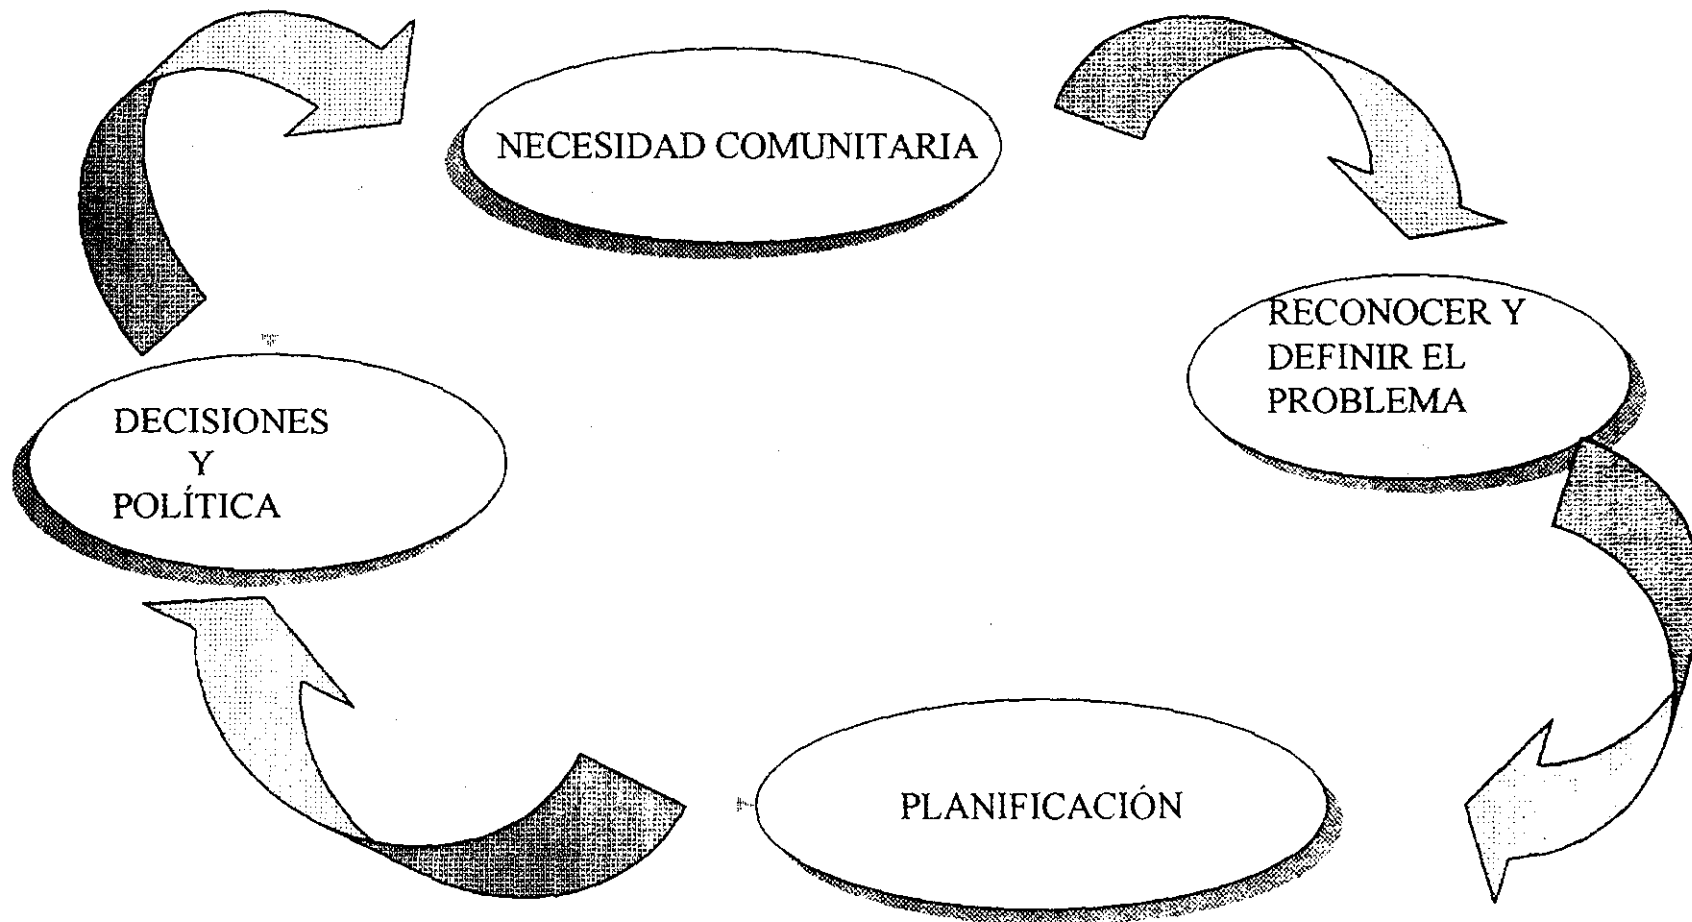 NECESIDAD COMUNITARIA
RECONOCER Y
DEFINIR EL
PROBLEMA
PLANIFICACIÓN
DECISIONES
Y
POLÍTICA